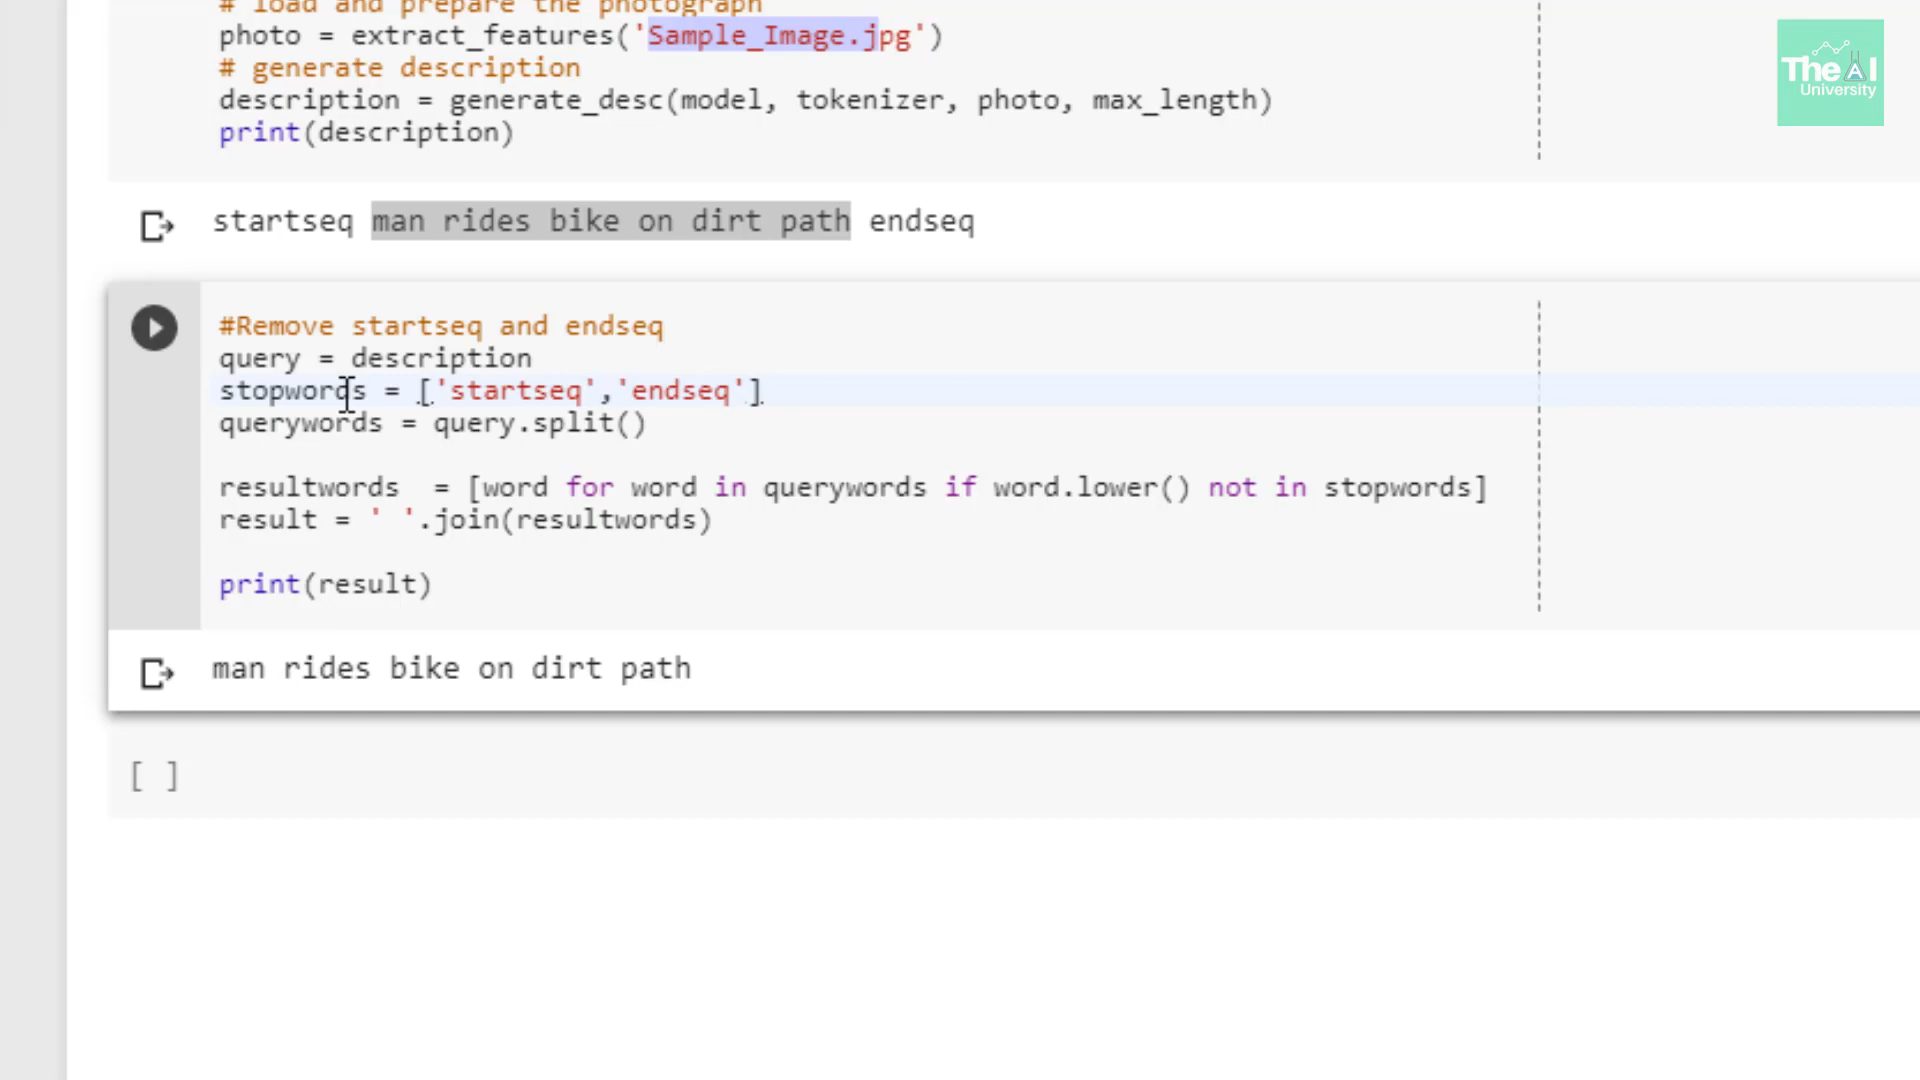 # load and prepare the photograph
photo = extract_features('Sample_Image.jpg')
# generate description
description = generate_desc(model, tokenizer, photo, max_length)
print(description)
startseq man rides bike on dirt path endseq
#Remove startseq and endseq
query = description
stopwords = ['startseq','endseq']
querywords = query.split()
resultwords  = [word for word in querywords if word.lower() not in stopwords]
result = ' '.join(resultwords)
print(result)
man rides bike on dirt path
[ ]
The AI
University